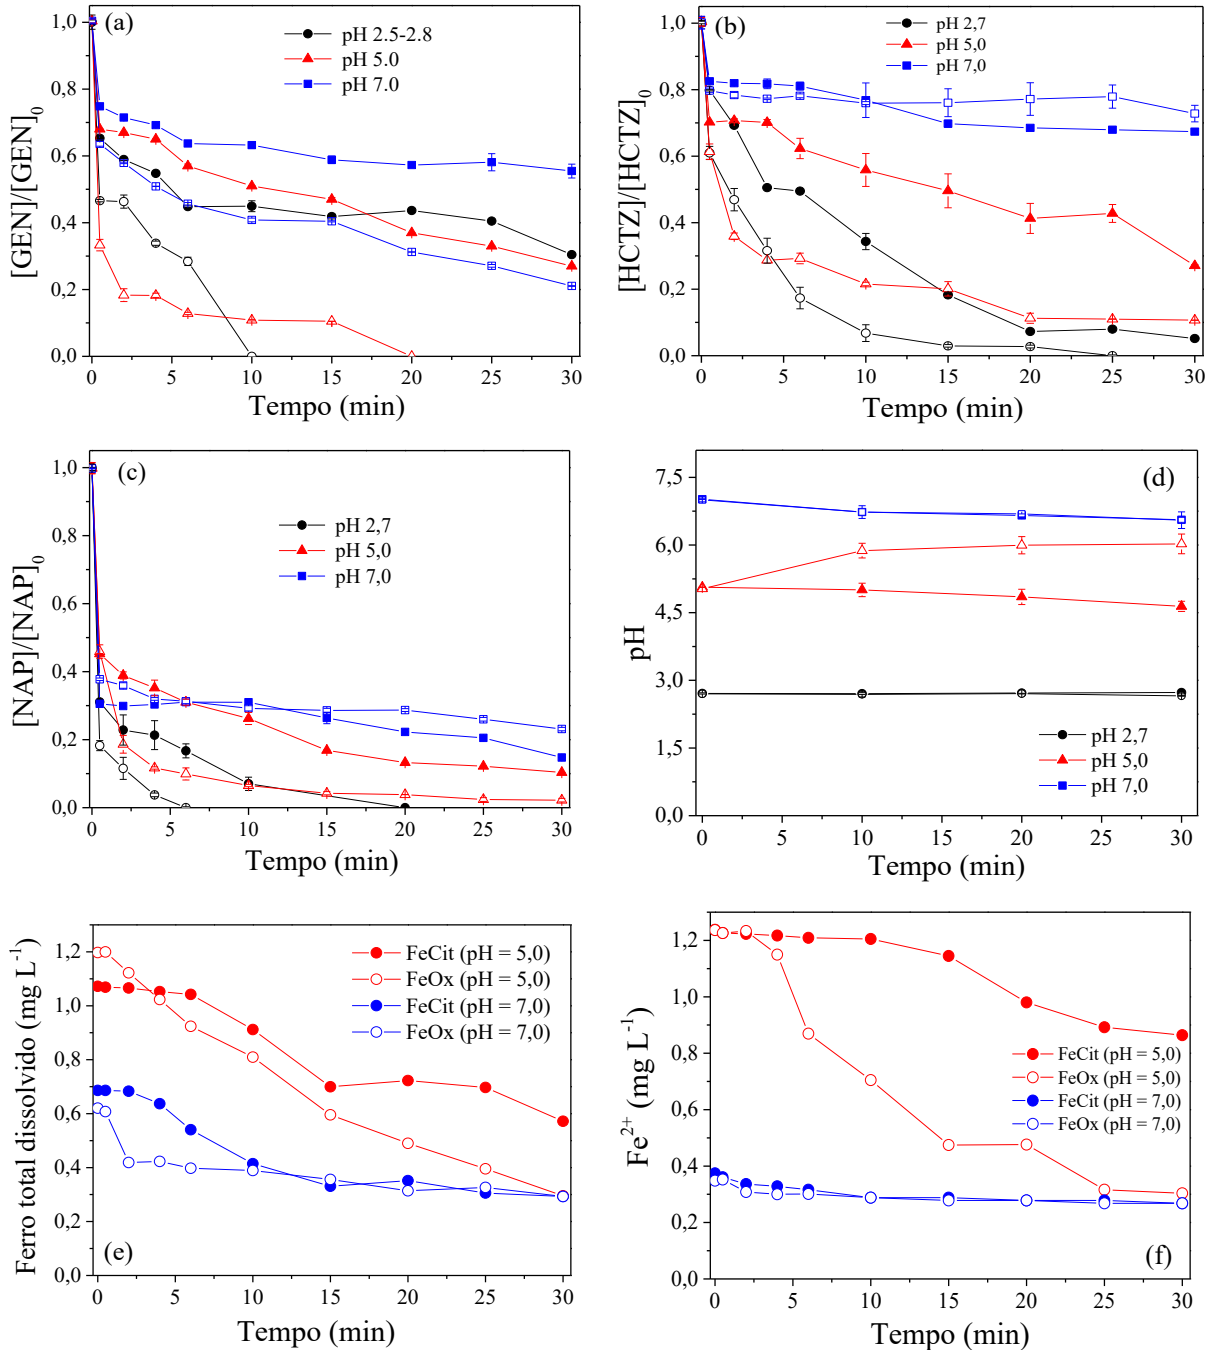 (a)
pH 2.5-2.8
pH 5.0
pH 7.0
[GEN]/[GEN]0
1,0
0,8
0,6
0,4
0,2
0,0
0 5 10 15 20 25 30
Tempo (min)
(b)
pH 2,7
pH 5,0
pH 7,0
[HCTZ]/[HCTZ]0
1,0
0,8
0,6
0,4
0,2
0,0
0 5 10 15 20 25 30
Tempo (min)
(c)
pH 2,7
pH 5,0
pH 7,0
[NAP]/[NAP]0
1,0
0,8
0,6
0,4
0,2
0,0
0 5 10 15 20 25 30
Tempo (min)
(d)
pH
7,5
6,0
4,5
3,0
1,5
0,0
pH 2,7
pH 5,0
pH 7,0
0 10 20 30
Tempo (min)
Ferro total dissolvido (mg L-1)
1,2
1,0
0,8
0,6
0,4
0,2
0,0
FeCit (pH = 5,0)
FeOx (pH = 5,0)
FeCit (pH = 7,0)
FeOx (pH = 7,0)
(e)
0 5 10 15 20 25 30
Tempo (min)
Fe2+ (mg L-1)
1,2
1,0
0,8
0,6
0,4
0,2
0,0
FeCit (pH = 5,0)
FeOx (pH = 5,0)
FeCit (pH = 7,0)
FeOx (pH = 7,0)
(f)
0 5 10 15 20 25 30
Tempo (min)